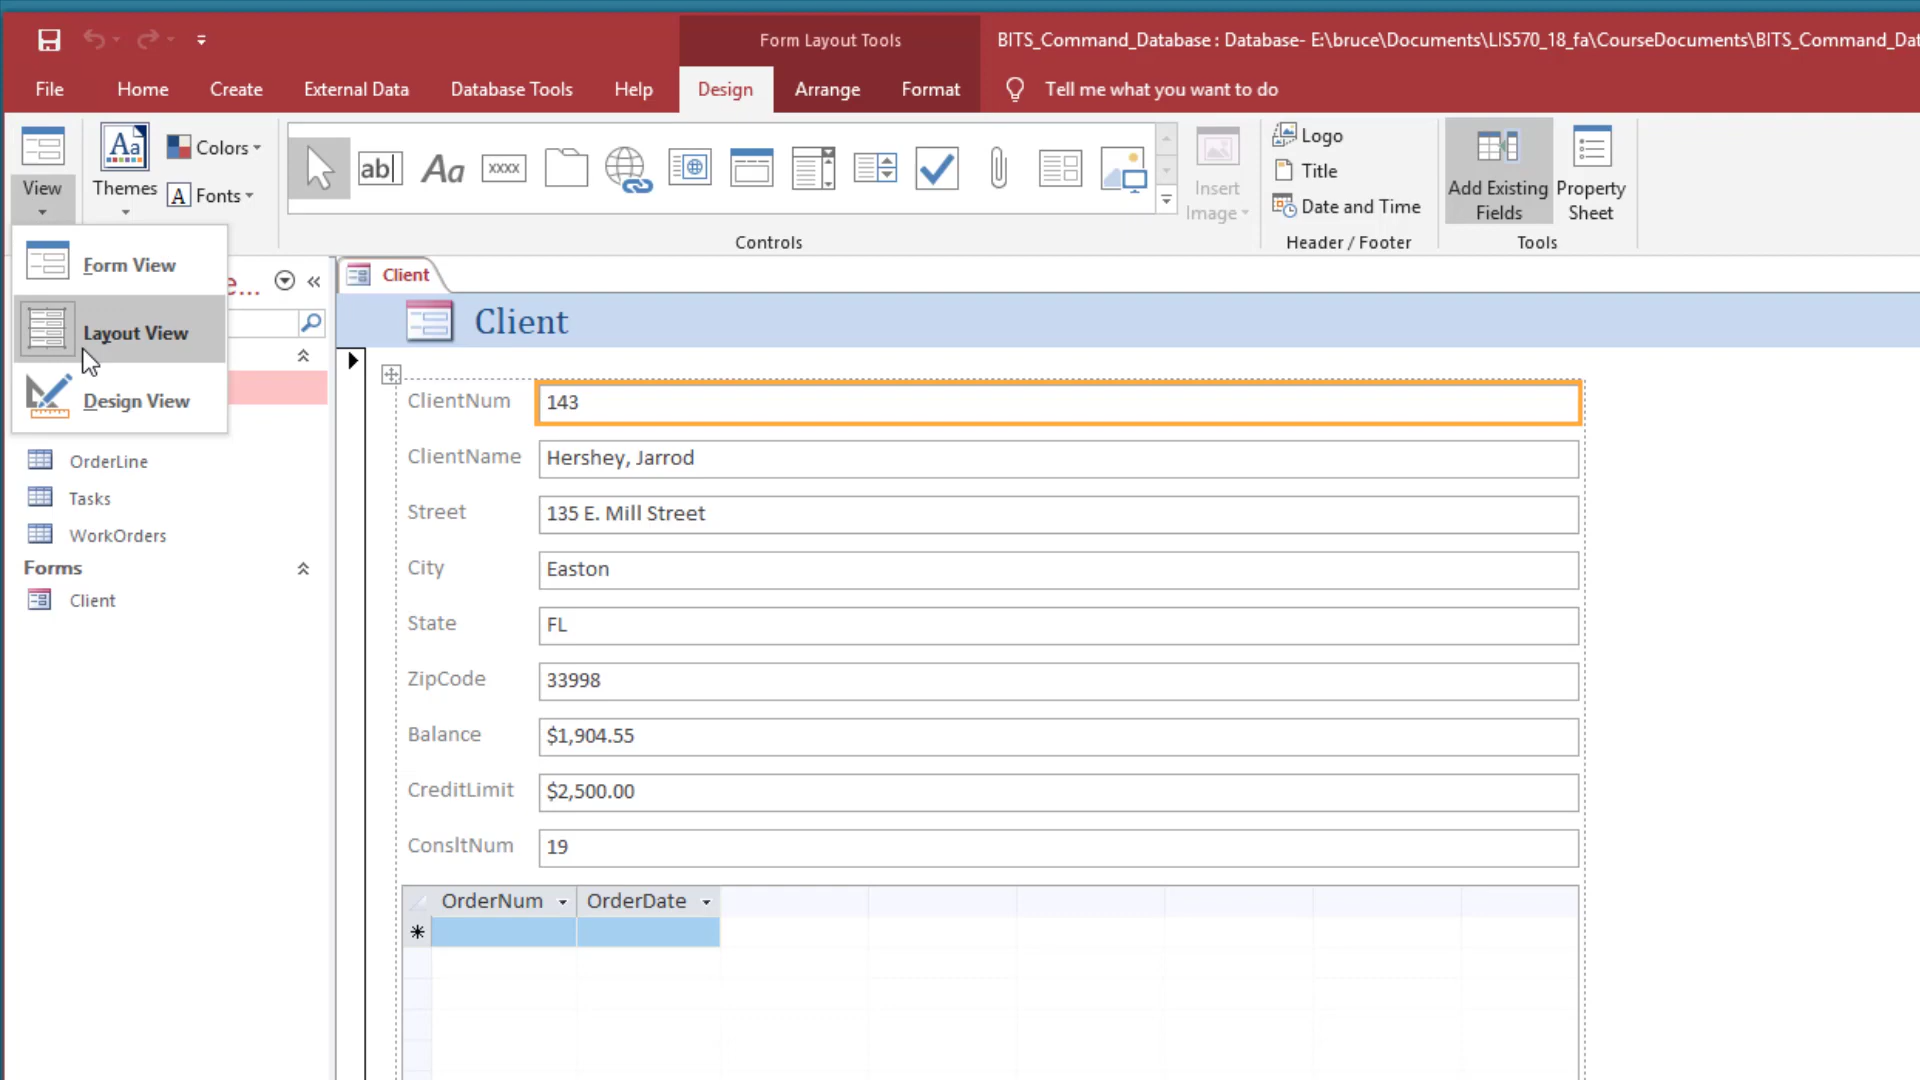 Form Layout Tools
BITS_Command_Database : Database- E:\bruce\Documents\LIS570_18_fa\CourseDocuments\BITS_Command_Dat
File Home Create External Data Database Tools Help Design Arrange Format Tell me what you want to do
View
Themes
Aa
Colors
A Fonts
ab|
Aa
xxxx
Controls
Insert
Image
Logo
Title
Date and Time
Header / Footer
Add Existing
Fields
Property
Sheet
Tools
Form View
Layout View
Design View
e...
OrderLine
Tasks
WorkOrders
Forms
Client
Client
Client
ClientNum 143
ClientName Hershey, Jarrod
Street 135 E. Mill Street
City Easton
State FL
ZipCode 33998
Balance $1,904.55
CreditLimit $2,500.00
ConsltNum 19
OrderNum OrderDate